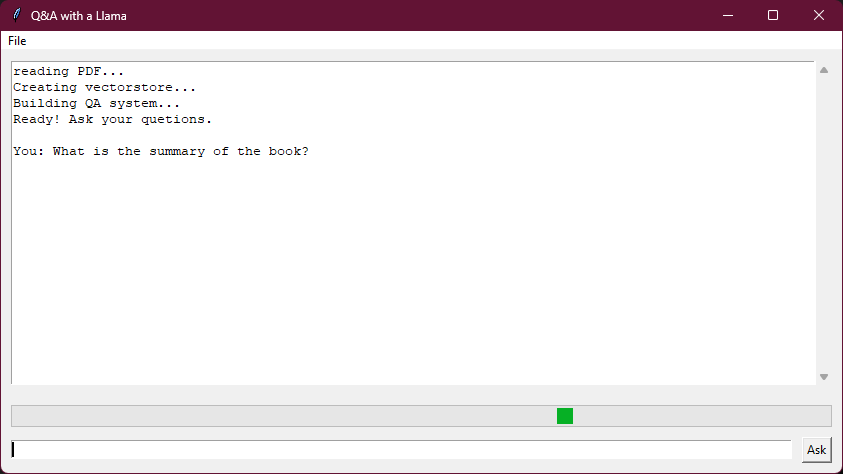 Q&A with a Llama
File
reading PDF...
Creating vectorstore...
Building QA system...
Ready! Ask your quetions.
You: What is the summary of the book?
Ask